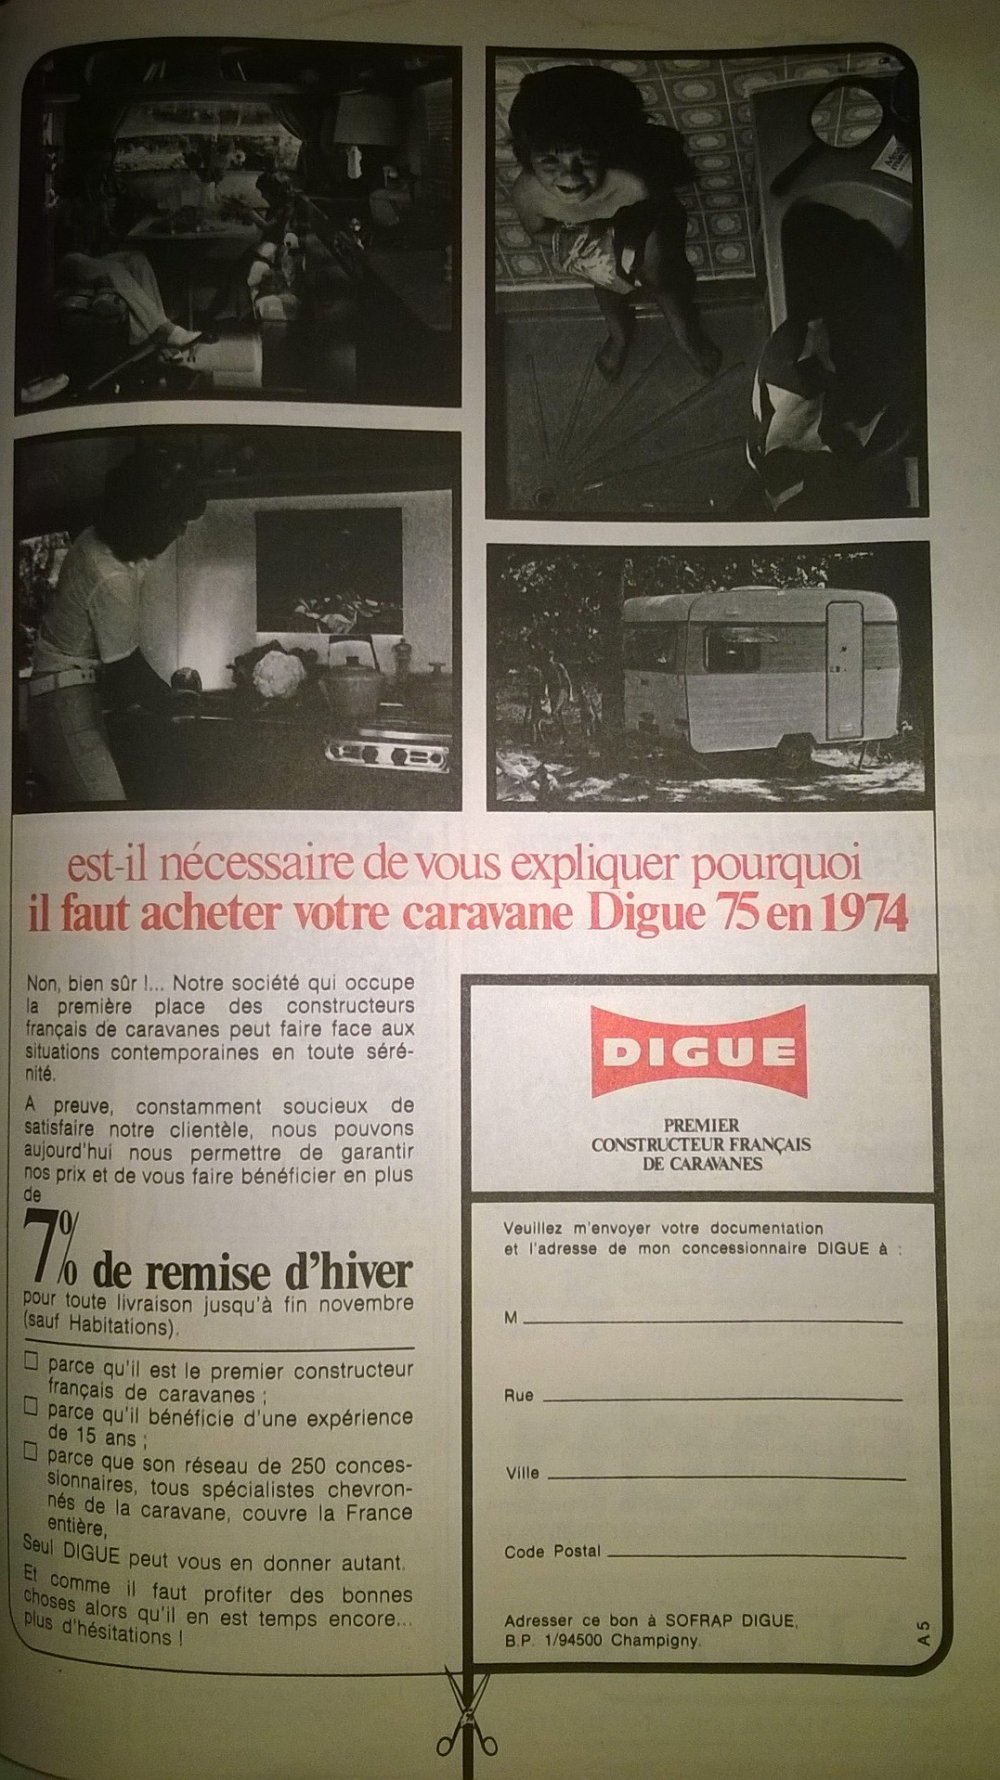 est-il nécessaire de vous expliquer pourquoi
il faut acheter votre caravane Digue 75 en 1974
Non, bien sûr !... Notre société qui occupe
la première place des constructeurs
français de caravanes peut faire face aux
situations contemporaines en toute séré-
nité.
A preuve, constamment soucieux de
satisfaire notre clientèle, nous pouvons
aujourd'hui nous permettre de garantir
nos prix et de vous faire bénéficier en plus
de
7% de remise d'hiver
pour toute livraison jusqu'à fin novembre
(sauf Habitations).
☐ parce qu'il est le premier constructeur
français de caravanes ;
☐ parce qu'il bénéficie d'une expérience
de 15 ans ;
☐ parce que son réseau de 250 conces-
sionnaires, tous spécialistes chevron-
nés de la caravane, couvre la France
entière,
Seul DIGUE peut vous en donner autant.
Et comme il faut profiter des bonnes
choses alors qu'il en est temps encore...
plus d'hésitations !
DIGUE
PREMIER
CONSTRUCTEUR FRANÇAIS
DE CARAVANES
Veuillez m'envoyer votre documentation
et l'adresse de mon concessionnaire DIGUE à :
M
Rue
Ville
Code Postal
Adresser ce bon à SOFRAP DIGUE,
B.P. 1/94500 Champigny.
A 5